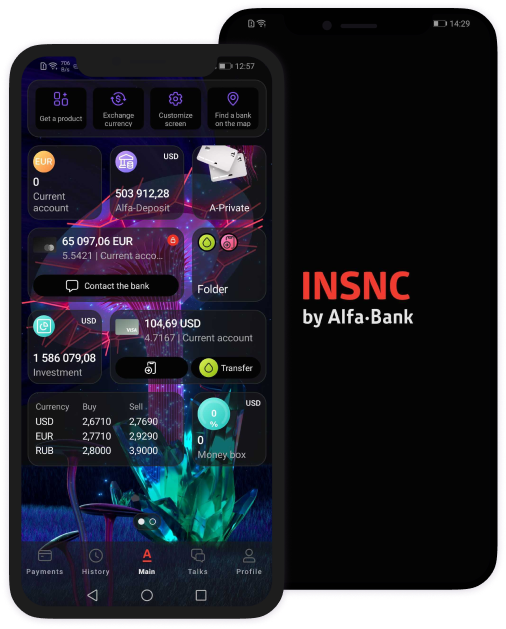 14:29
706
B/s
12:57
Get a product
Exchange
currency
Customize
screen
Find a bank
on the map
EUR
0
Current
account
USD
503 912,28
Alfa-Deposit
A-Private
65 097,06 EUR
5.5421 | Current acco...
Contact the bank
Folder
USD
1 586 079,08
Investment
VISA
104,69 USD
4.7167 | Current account
Transfer
Currency Buy Sell
USD 2,6710 2,7690
EUR 2,7710 2,9290
RUB 2,8000 3,9000
USD
0
%
0
Money box
Payments
History
A
Main
Talks
Profile
INSNC
by Alfa·Bank